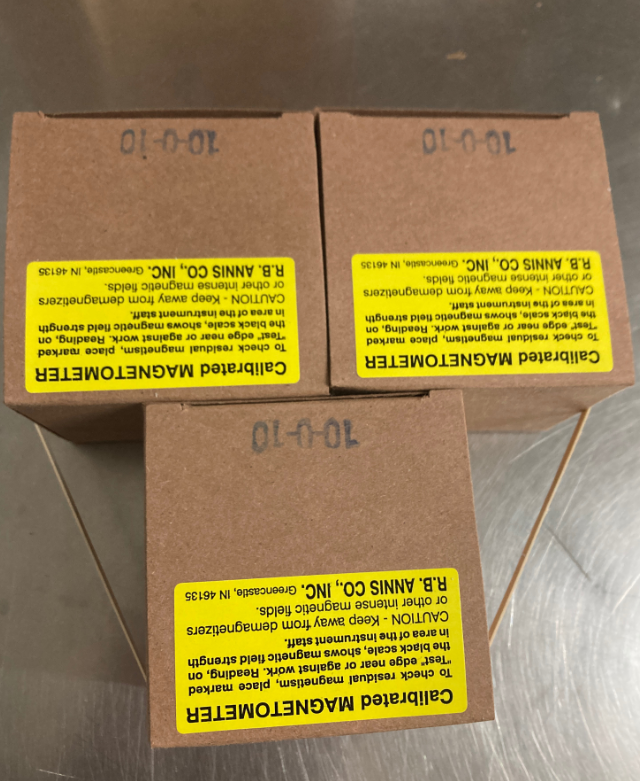 Calibrated MAGNETOMETER
To check residual magnetism, place marked
"Test" edge near or against work. Reading, on
the black scale, shows magnetic field strength
in area of the instrument staff.
CAUTION - Keep away from demagnetizers
or other intense magnetic fields.
R.B. ANNIS CO., INC. Greencastle, IN 46135
10-0-10
Calibrated MAGNETOMETER
To check residual magnetism, place marked
"Test" edge near or against work. Reading, on
the black scale, shows magnetic field strength
in area of the instrument staff.
CAUTION - Keep away from demagnetizers
or other intense magnetic fields.
R.B. ANNIS CO., INC. Greencastle, IN 46135
10-0-10
Calibrated MAGNETOMETER
To check residual magnetism, place marked
"Test" edge near or against work. Reading, on
the black scale, shows magnetic field strength
in area of the instrument staff.
CAUTION - Keep away from demagnetizers
or other intense magnetic fields.
R.B. ANNIS CO., INC. Greencastle, IN 46135
10-0-10